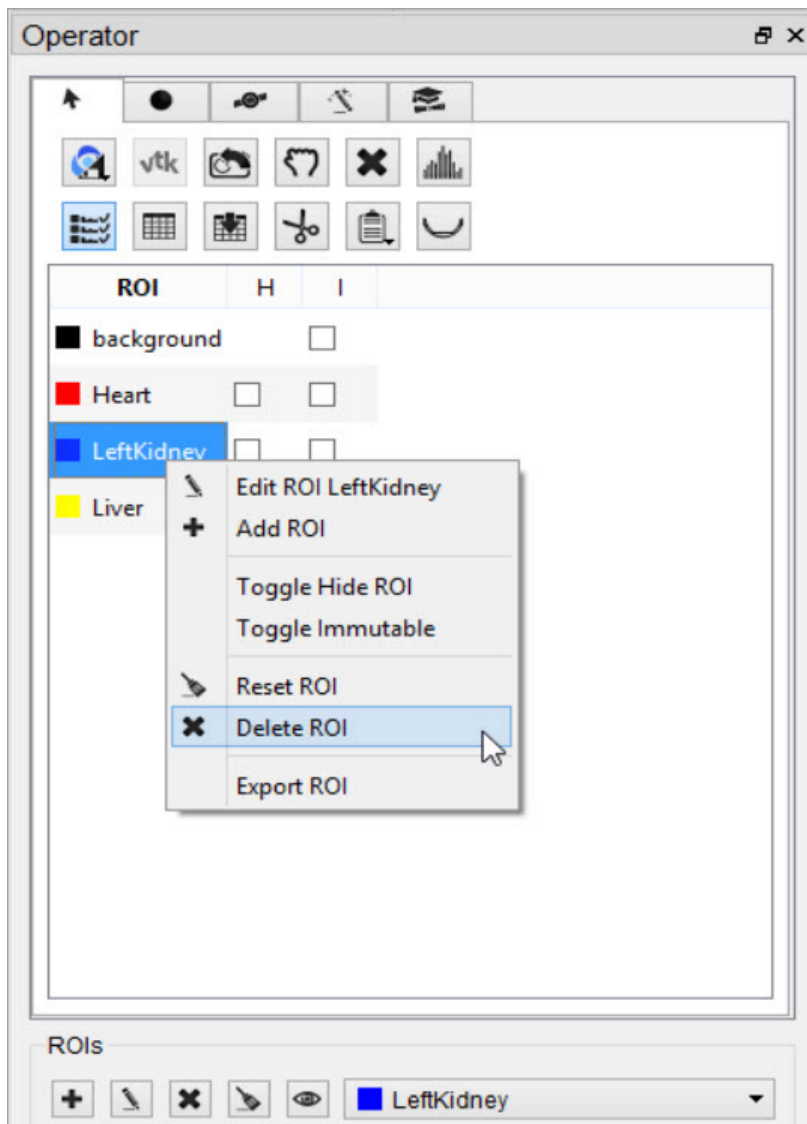 Operator
vtk
ROI H I
background
Heart
LeftKidney
Liver
Edit ROI LeftKidney
Add ROI
Toggle Hide ROI
Toggle Immutable
Reset ROI
Delete ROI
Export ROI
ROIs
LeftKidney